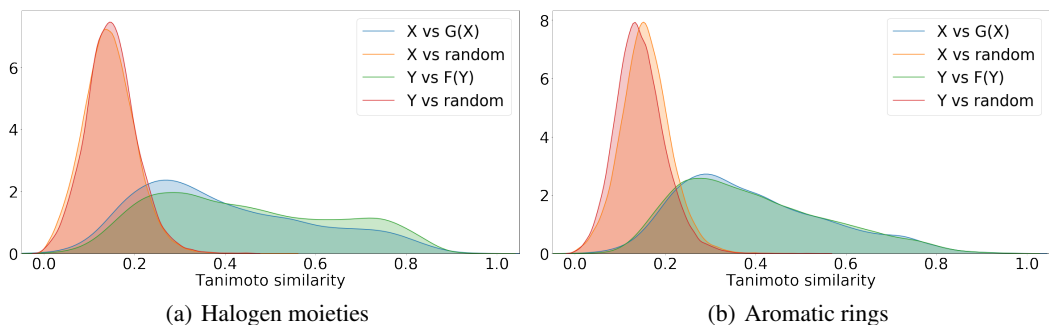 X vs G(X)
X vs random
Y vs F(Y)
Y vs random
6
4
2
0
0.0 0.2 0.4 0.6 0.8 1.0
Tanimoto similarity
(a) Halogen moieties
X vs G(X)
X vs random
Y vs F(Y)
Y vs random
8
6
4
2
0
0.0 0.2 0.4 0.6 0.8 1.0
Tanimoto similarity
(b) Aromatic rings